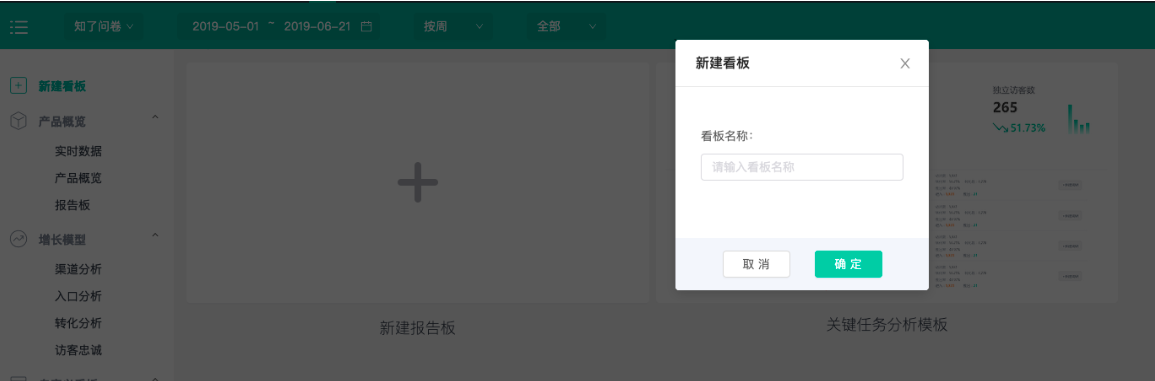 知了问卷
2019-05-01 ~ 2019-06-21
按周
全部
新建看板
产品概览
实时数据
产品概览
报告板
增长模型
渠道分析
入口分析
转化分析
访客忠诚
新建报告板
新建看板
看板名称:
请输入看板名称
取 消
确 定
独立访客数
265
51.73%
关键任务分析模板